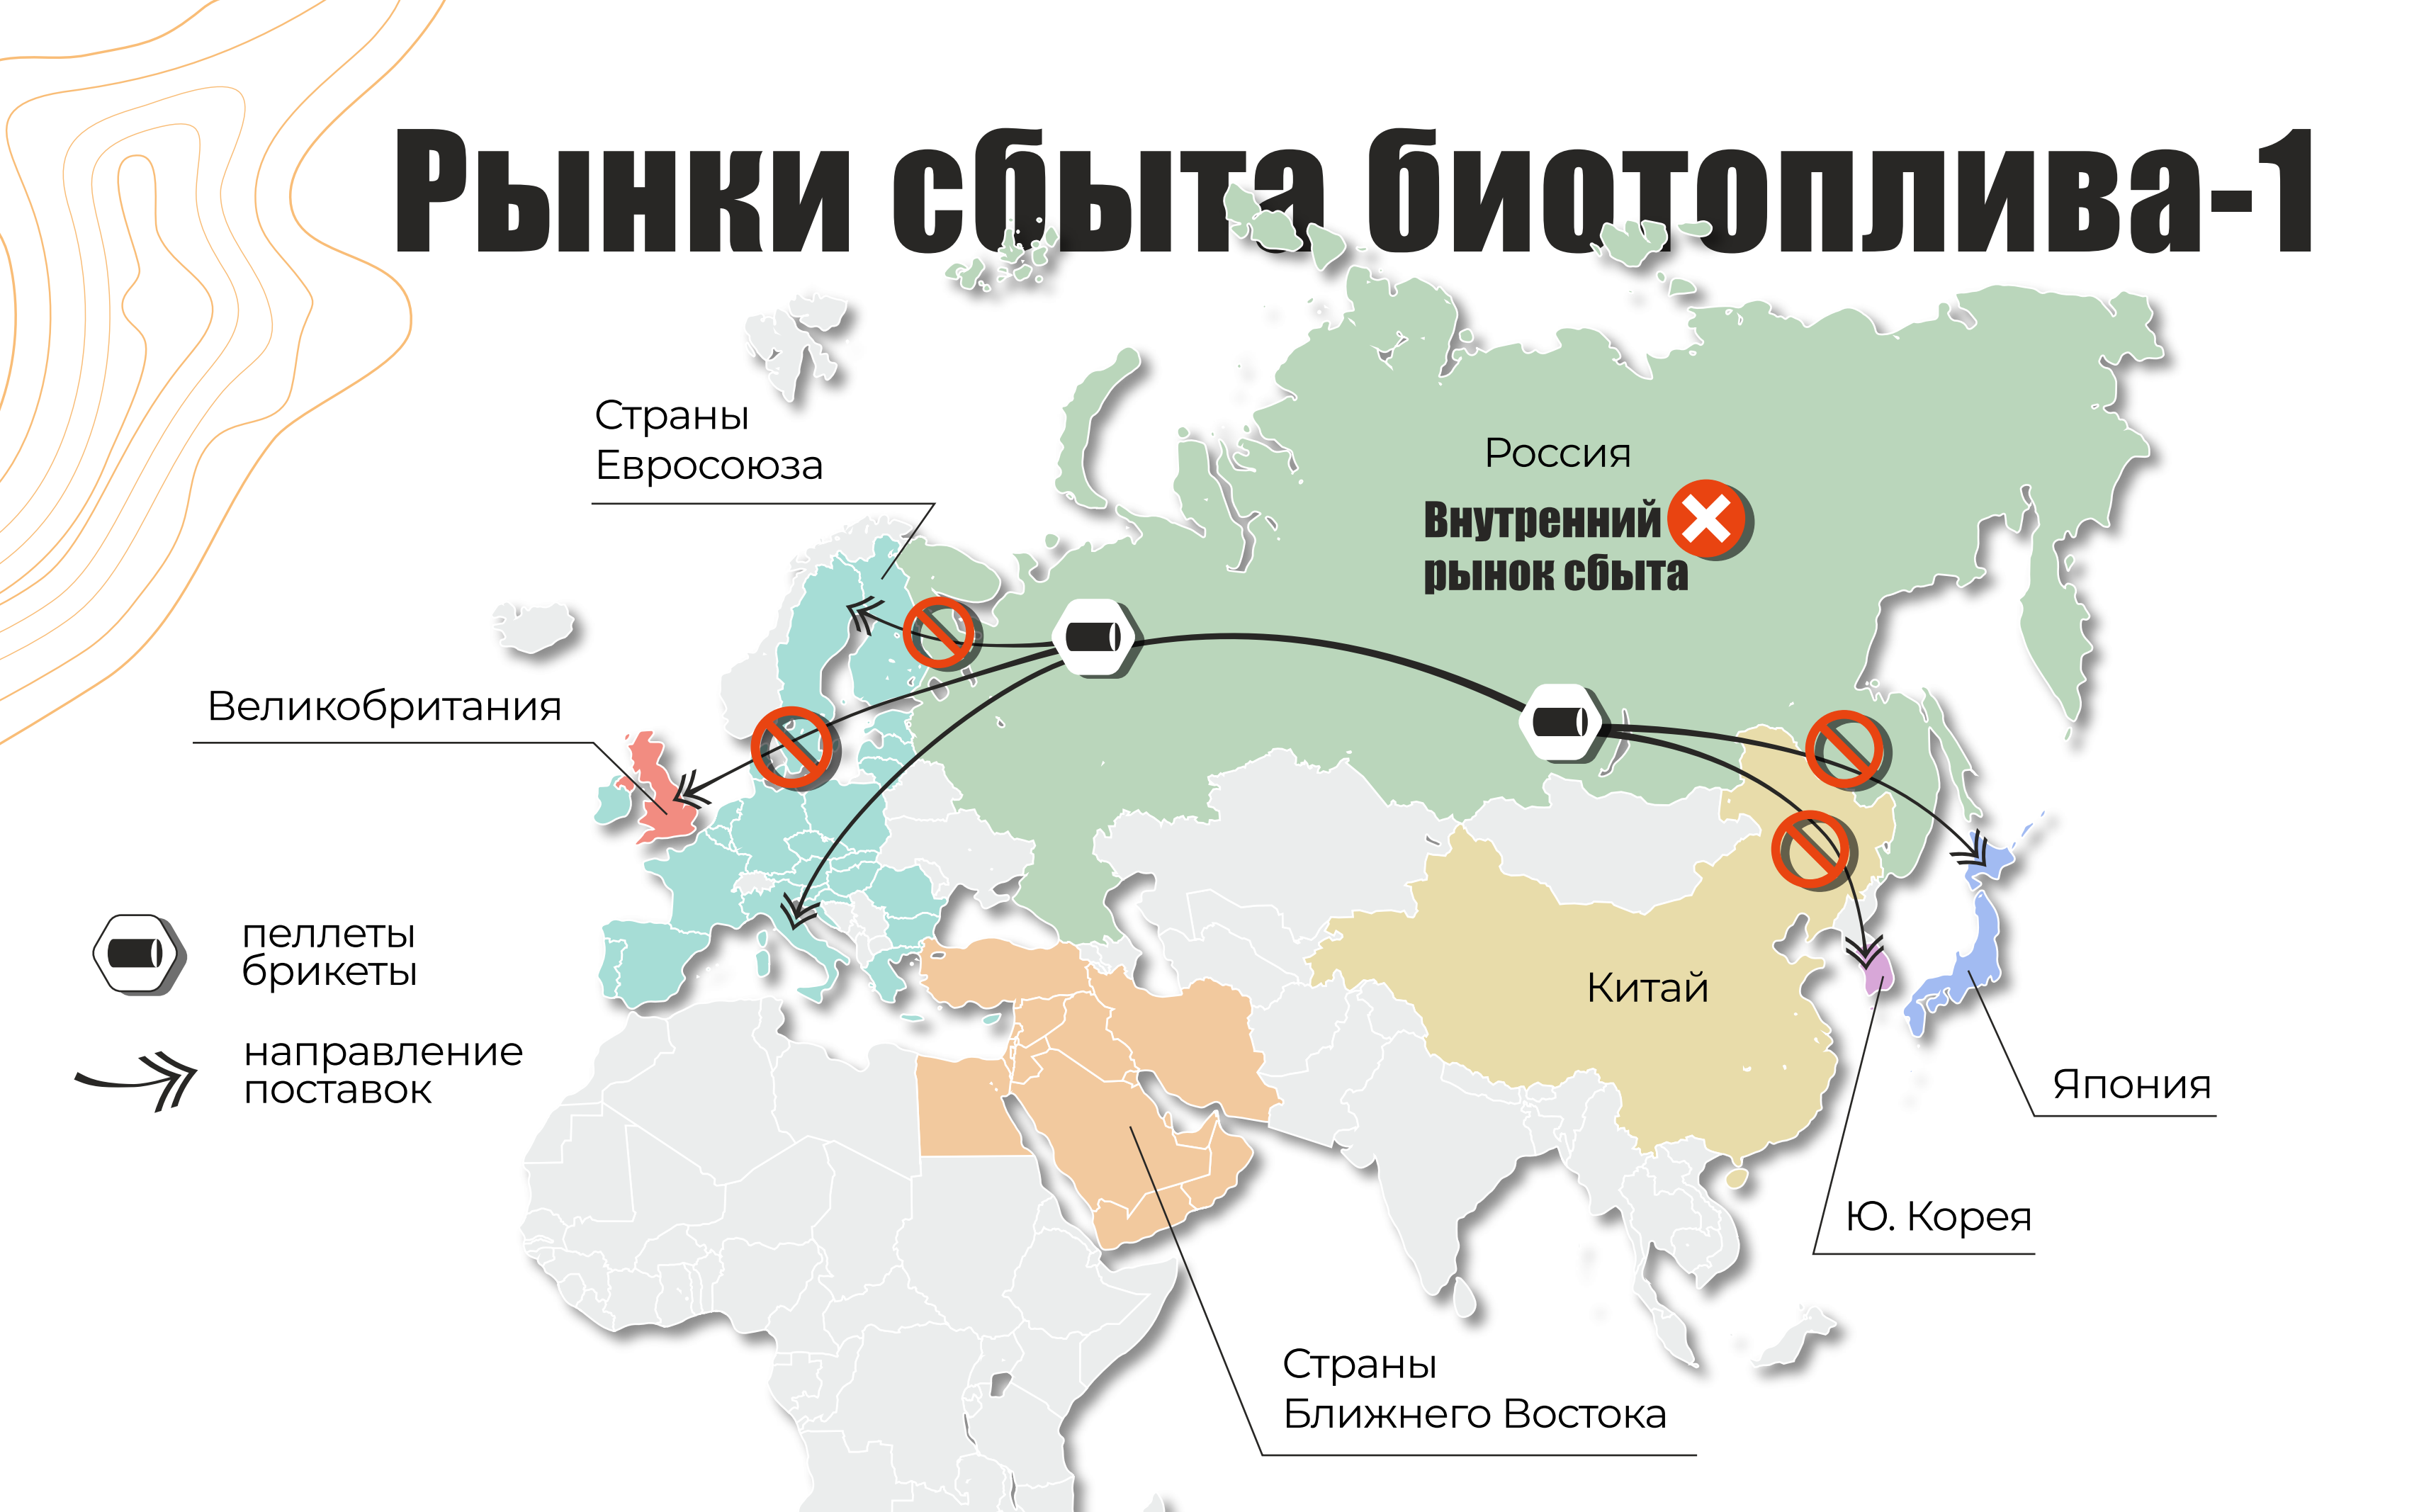 Рынки сбыта биотоплива-1
Страны
Евросоюза
Россия
Внутренний
рынок сбыта
Великобритания
пеллеты
брикеты
направление
поставок
Китай
Япония
Ю. Корея
Страны
Ближнего Востока